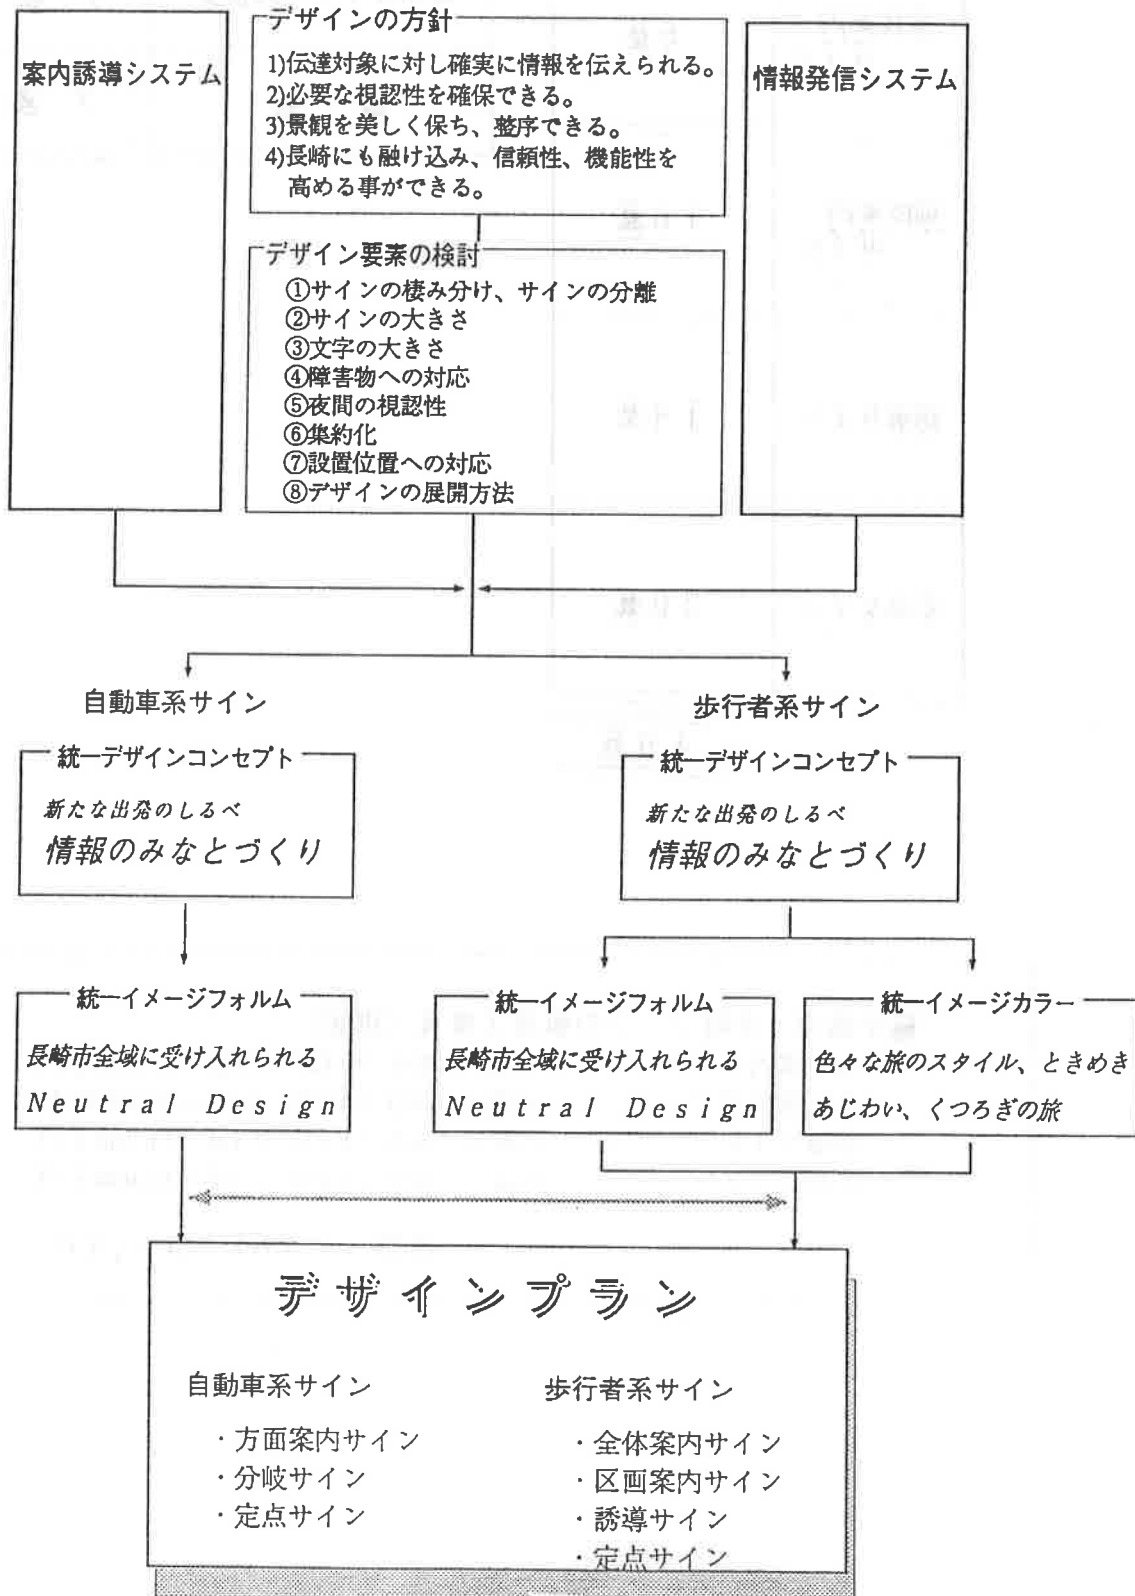 案内誘導システム
デザインの方針
1)伝達対象に対し確実に情報を伝えられる。
2)必要な視認性を確保できる。
3)景観を美しく保ち、整序できる。
4)長崎にも融け込み、信頼性、機能性を
高める事ができる。
情報発信システム
デザイン要素の検討
①サインの棲み分け、サインの分離
②サインの大きさ
③文字の大きさ
④障害物への対応
⑤夜間の視認性
⑥集約化
⑦設置位置への対応
⑧デザインの展開方法
自動車系サイン
歩行者系サイン
統一デザインコンセプト
新たな出発のしるべ
情報のみなとづくり
統一デザインコンセプト
新たな出発のしるべ
情報のみなとづくり
統一イメージフォルム
長崎市全域に受け入れられる
Neutral Design
統一イメージフォルム
長崎市全域に受け入れられる
Neutral Design
統一イメージカラー
色々な旅のスタイル、ときめき
あじわい、くつろぎの旅
デザインプラン
自動車系サイン
・方面案内サイン
・分岐サイン
・定点サイン
歩行者系サイン
・全体案内サイン
・区画案内サイン
・誘導サイン
・定点サイン